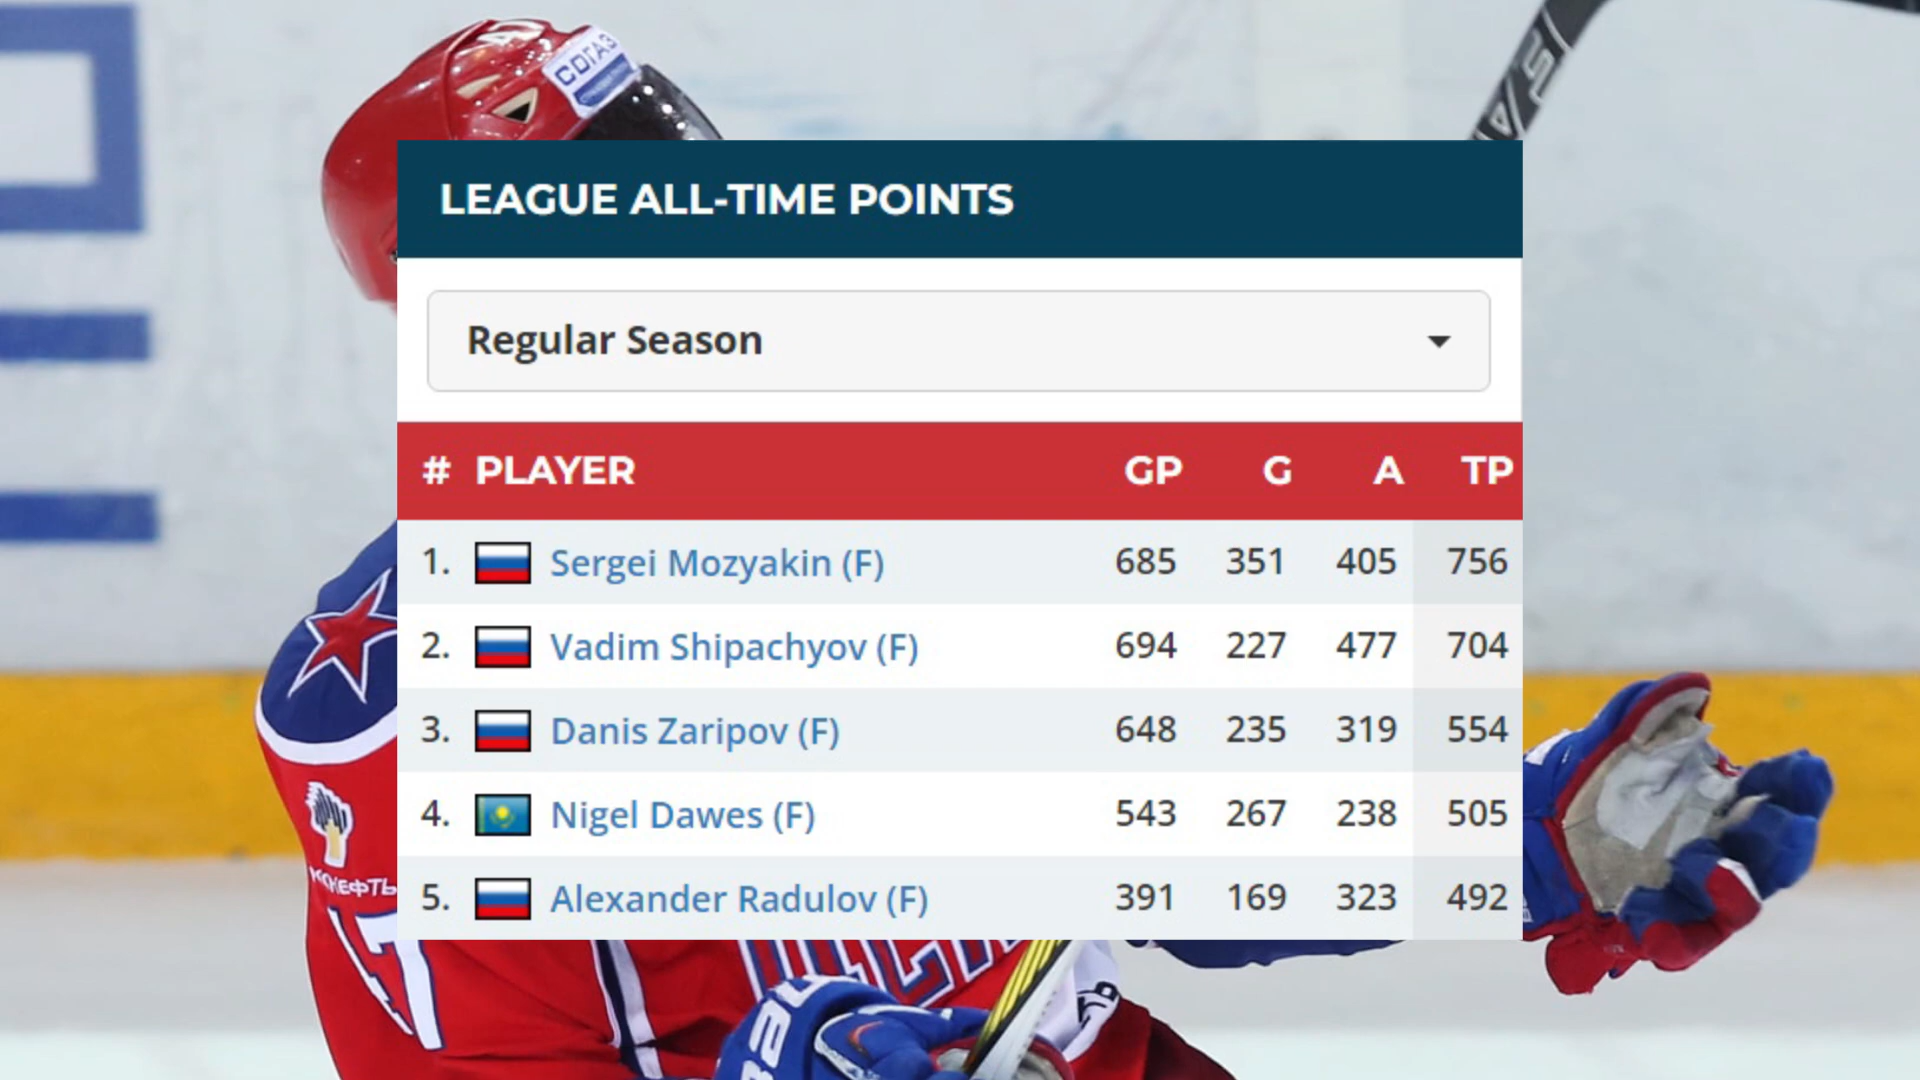 СОГАЗ
LEAGUE ALL-TIME POINTS
Regular Season
# PLAYER GP G A TP
1. Sergei Mozyakin (F) 685 351 405 756
2. Vadim Shipachyov (F) 694 227 477 704
3. Danis Zaripov (F) 648 235 319 554
4. Nigel Dawes (F) 543 267 238 505
5. Alexander Radulov (F) 391 169 323 492
47